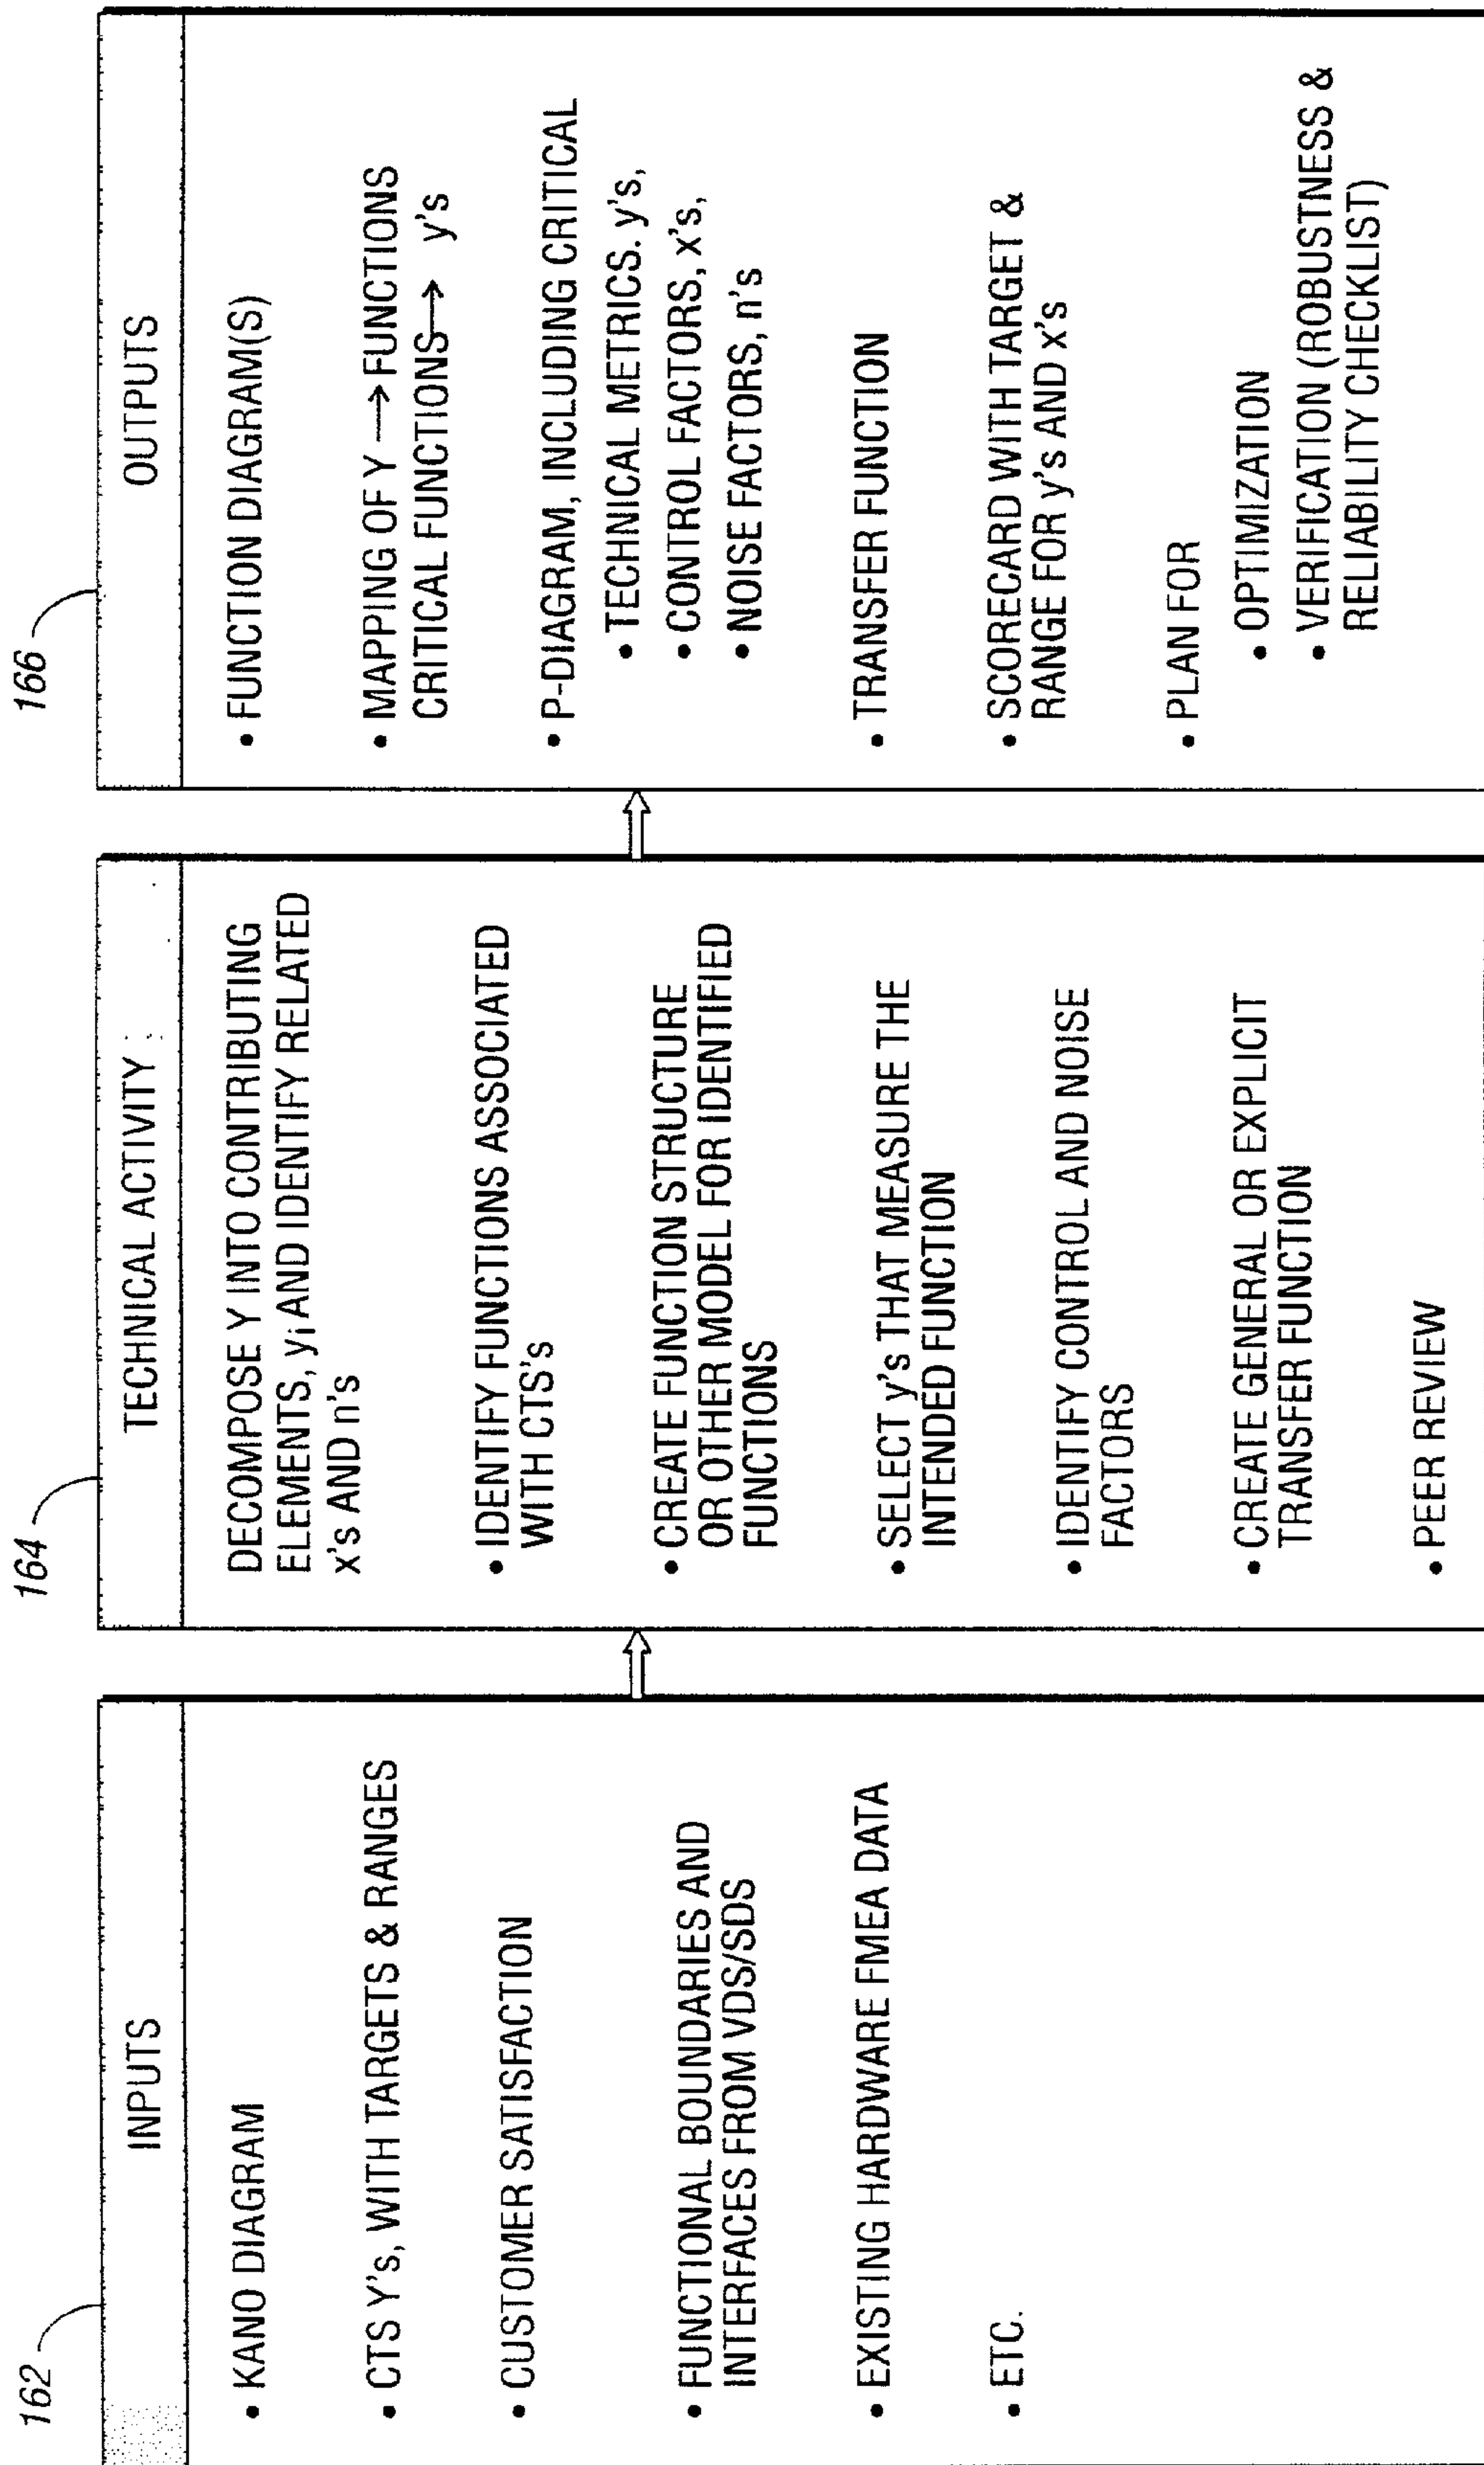 162
INPUTS
• KANO DIAGRAM
• CTS Y's, WITH TARGETS & RANGES
• CUSTOMER SATISFACTION
• FUNCTIONAL BOUNDARIES AND
INTERFACES FROM VDS/SDS
• EXISTING HARDWARE FMEA DATA
• ETC.
164
TECHNICAL ACTIVITY
DECOMPOSE Y INTO CONTRIBUTING
ELEMENTS, yi AND IDENTIFY RELATED
x's AND n's
• IDENTIFY FUNCTIONS ASSOCIATED
WITH CTS's
• CREATE FUNCTION STRUCTURE
OR OTHER MODEL FOR IDENTIFIED
FUNCTIONS
• SELECT y's THAT MEASURE THE
INTENDED FUNCTION
• IDENTIFY CONTROL AND NOISE
FACTORS
• CREATE GENERAL OR EXPLICIT
TRANSFER FUNCTION
• PEER REVIEW
166
OUTPUTS
• FUNCTION DIAGRAM(S)
• MAPPING OF Y → FUNCTIONS
CRITICAL FUNCTIONS → y's
• P-DIAGRAM, INCLUDING CRITICAL
• TECHNICAL METRICS. y's,
• CONTROL FACTORS, x's,
• NOISE FACTORS, n's
• TRANSFER FUNCTION
• SCORECARD WITH TARGET &
RANGE FOR y's AND x's
• PLAN FOR
• OPTIMIZATION
• VERIFICATION (ROBUSTNESS &
RELIABILITY CHECKLIST)